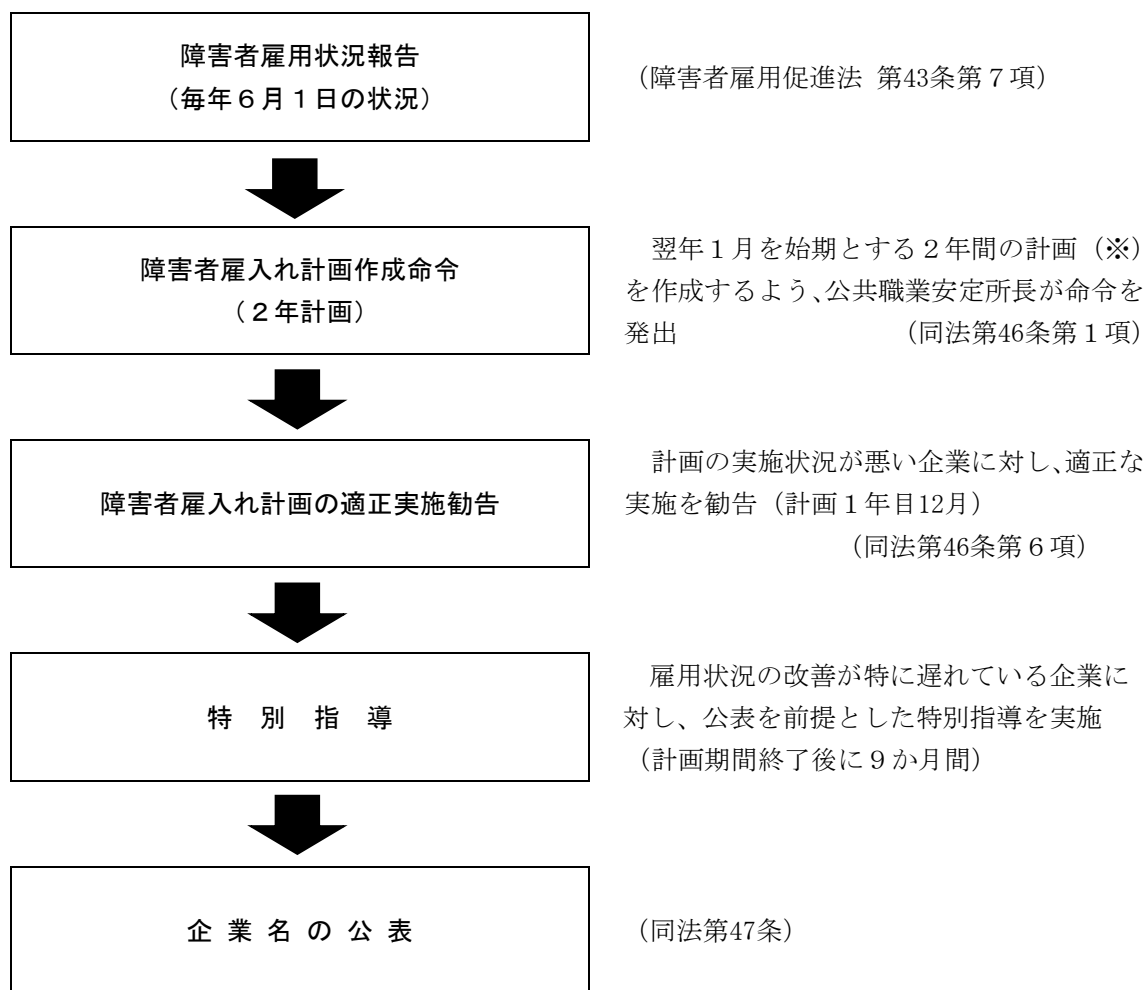 障害者雇用状況報告
（毎年６月１日の状況）
（障害者雇用促進法 第43条第７項）
障害者雇入れ計画作成命令
（２年計画）
翌年１月を始期とする２年間の計画（※）
を作成するよう、公共職業安定所長が命令を
発出 （同法第46条第１項）
障害者雇入れ計画の適正実施勧告
計画の実施状況が悪い企業に対し、適正な
実施を勧告（計画１年目12月）
（同法第46条第６項）
特 別 指 導
雇用状況の改善が特に遅れている企業に
対し、公表を前提とした特別指導を実施
（計画期間終了後に９か月間）
企 業 名 の 公 表
（同法第47条）